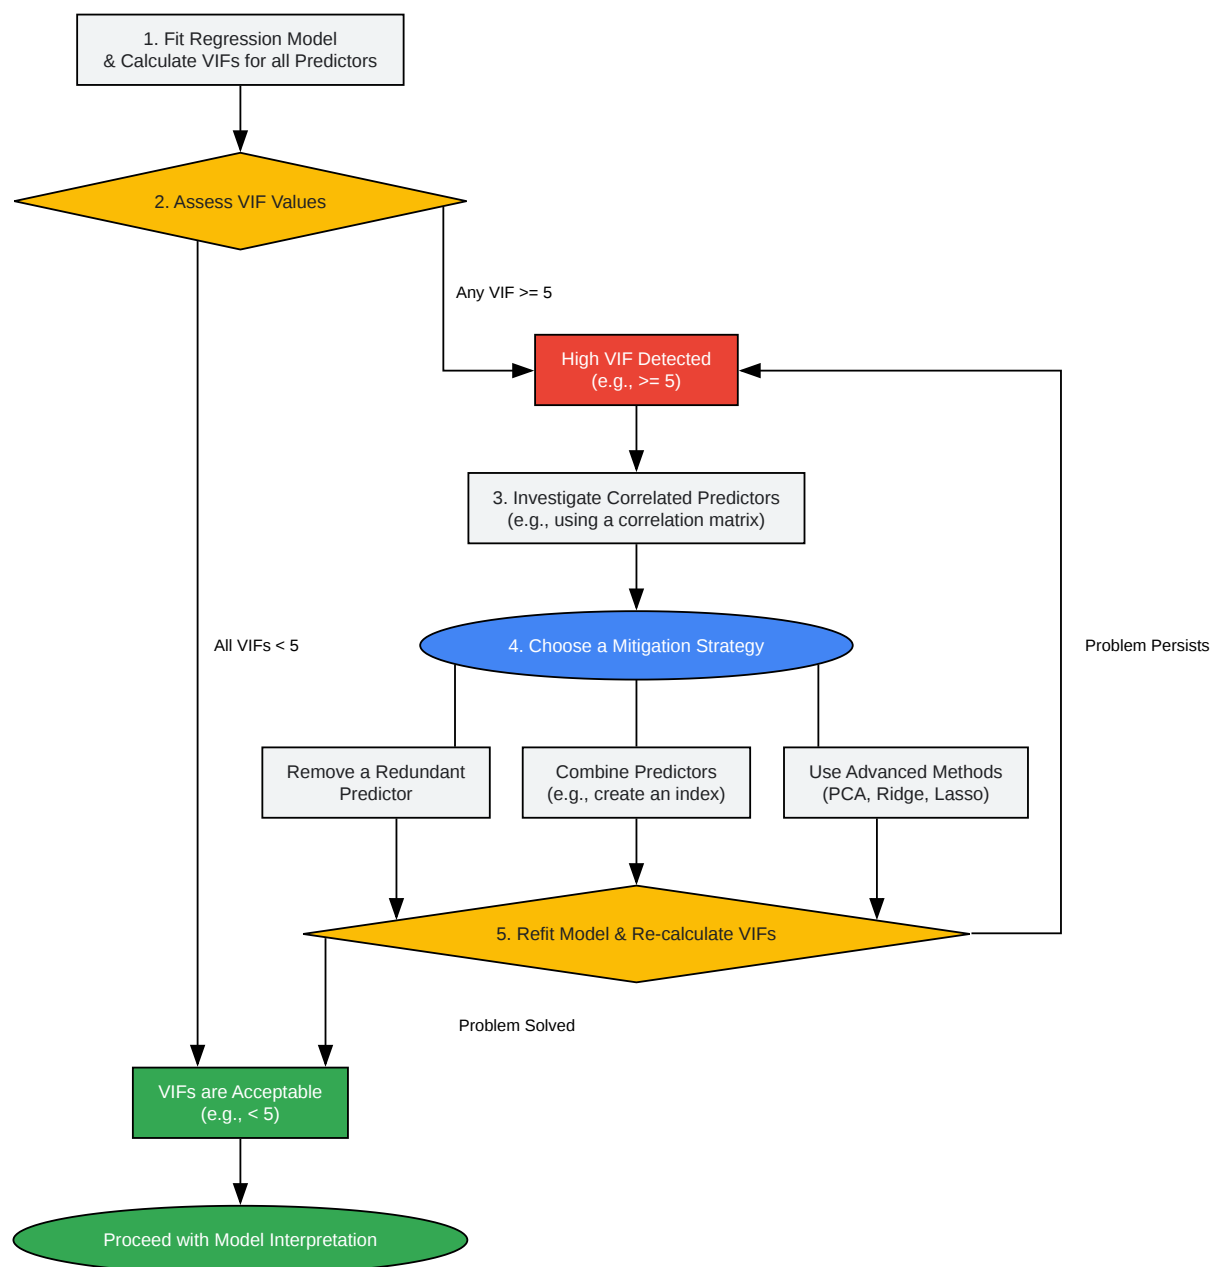 1. Fit Regression Model
& Calculate VIFs for all Predictors
2. Assess VIF Values
Any VIF >= 5
High VIF Detected
(e.g., >= 5)
3. Investigate Correlated Predictors
(e.g., using a correlation matrix)
All VIFs < 5
4. Choose a Mitigation Strategy
Problem Persists
Remove a Redundant
Predictor
Combine Predictors
(e.g., create an index)
Use Advanced Methods
(PCA, Ridge, Lasso)
5. Refit Model & Re-calculate VIFs
Problem Solved
VIFs are Acceptable
(e.g., < 5)
Proceed with Model Interpretation